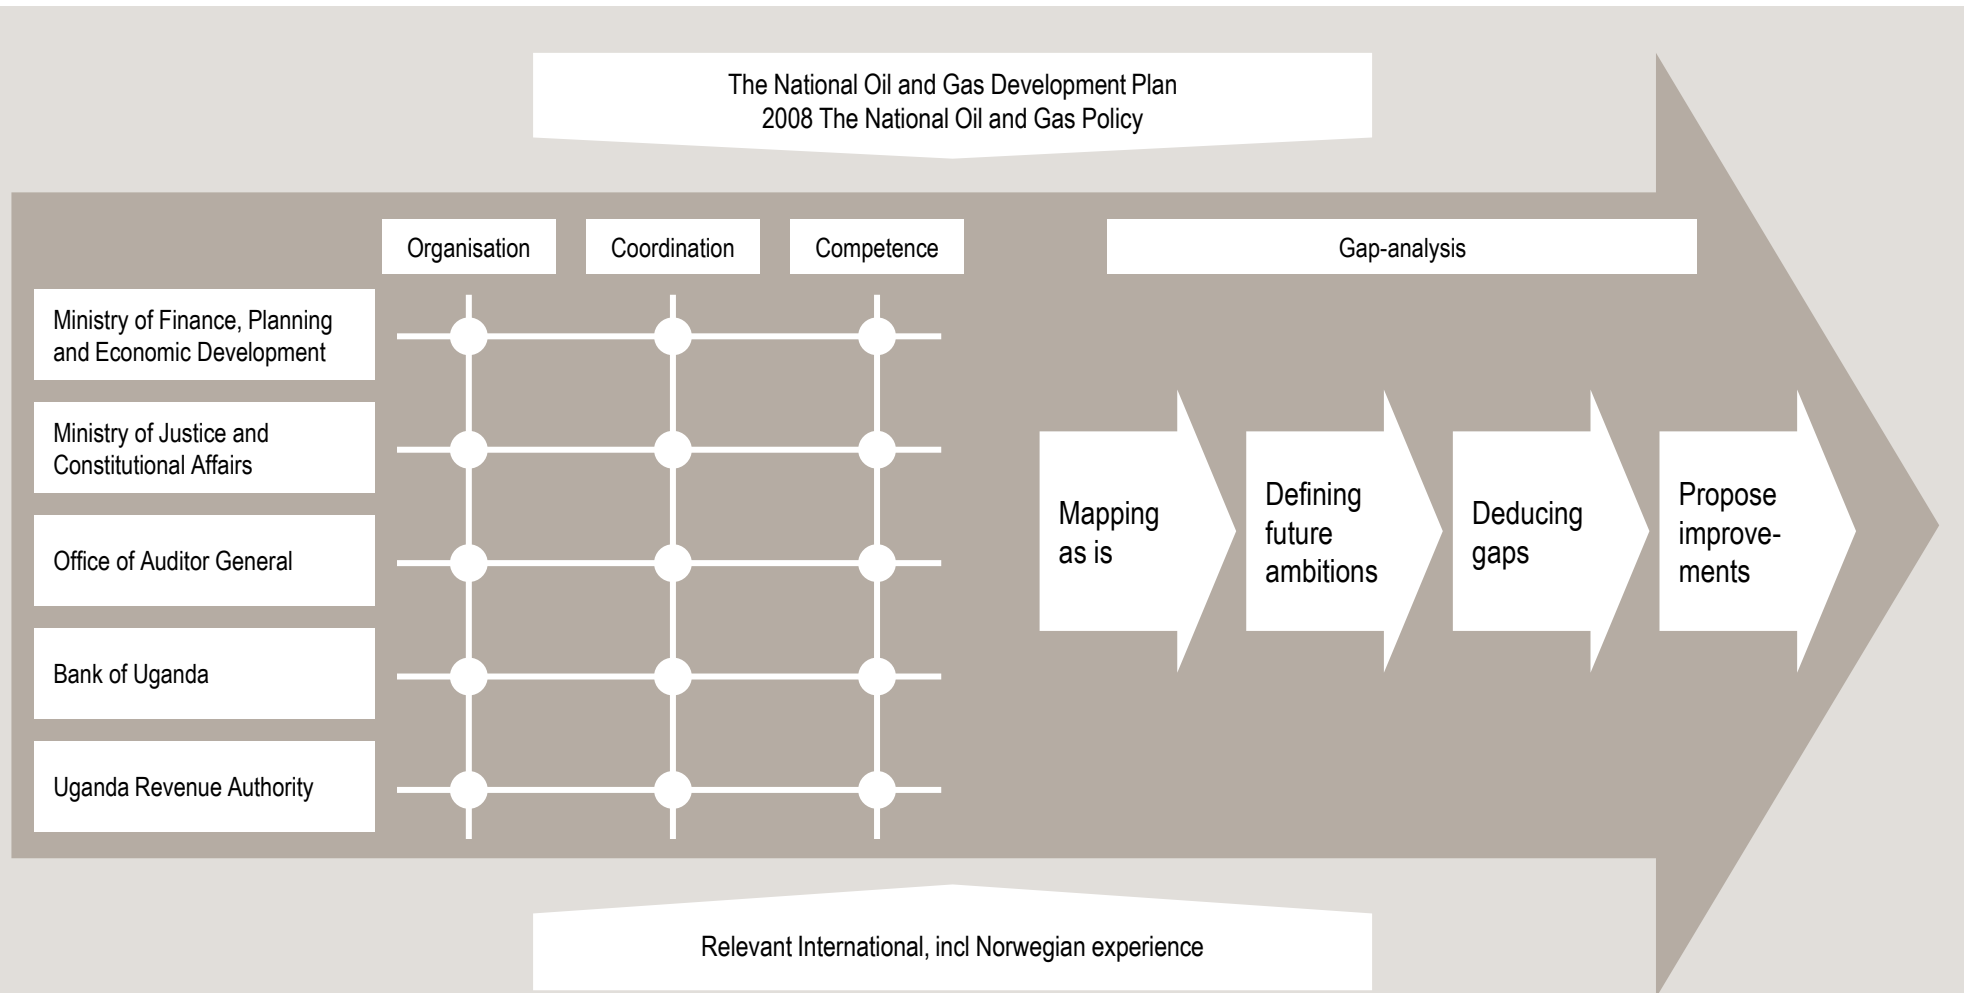 The National Oil and Gas Development Plan
2008 The National Oil and Gas Policy
Organisation
Coordination
Competence
Gap-analysis
Ministry of Finance, Planning
and Economic Development
Ministry of Justice and
Constitutional Affairs
Office of Auditor General
Bank of Uganda
Uganda Revenue Authority
Mapping
as is
Defining
future
ambitions
Deducing
gaps
Propose
improve-
ments
Relevant International, incl Norwegian experience